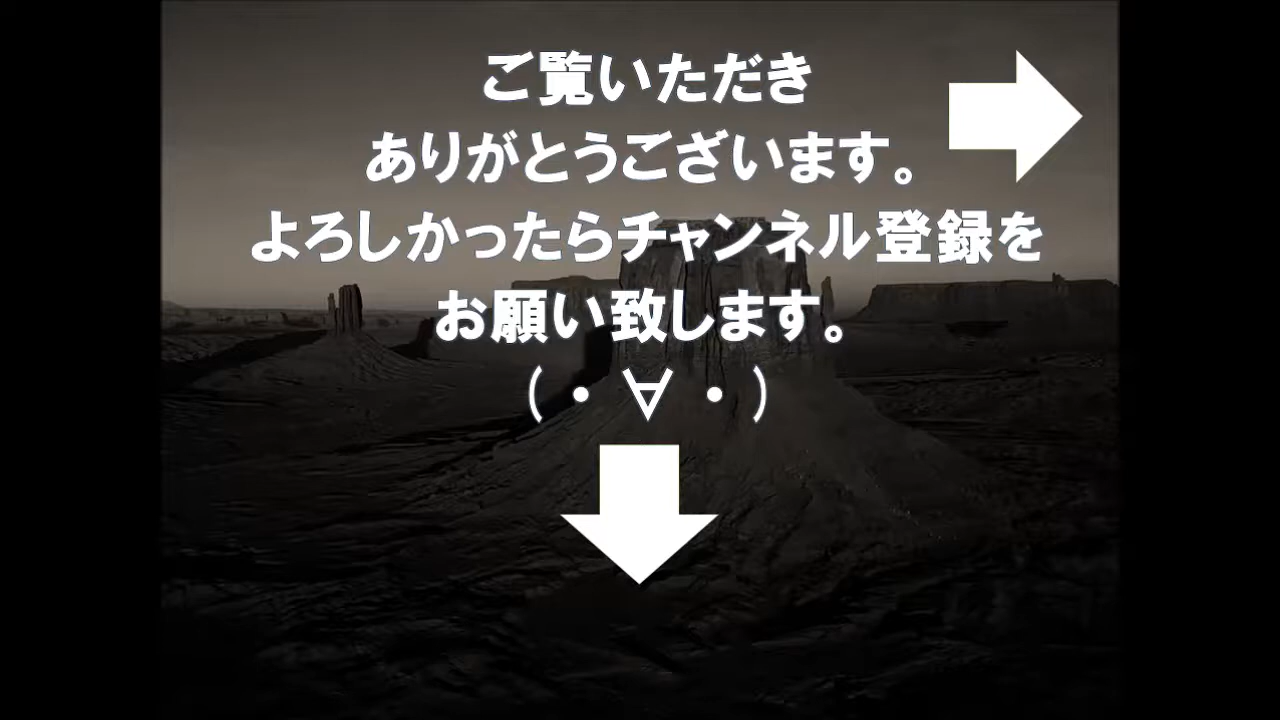 ご覧いただき
ありがとうございます。
よろしかったらチャンネル登録を
お願い致します。
(・∀・)